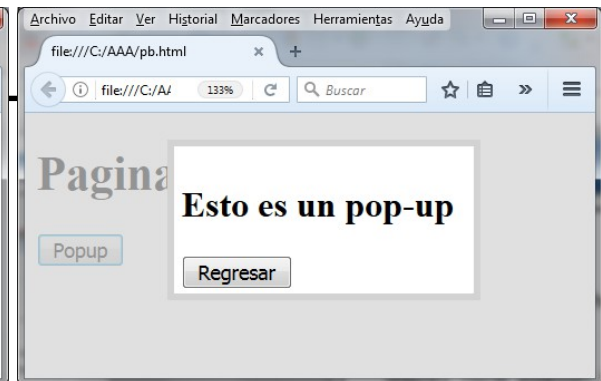 Archivo Editar Ver Historial Marcadores Herramientas Ayuda
file:///C:/AAA/pb.html × +
file:///C:/A 133% Buscar »
Pagina
Esto es un pop-up
Popup
Regresar